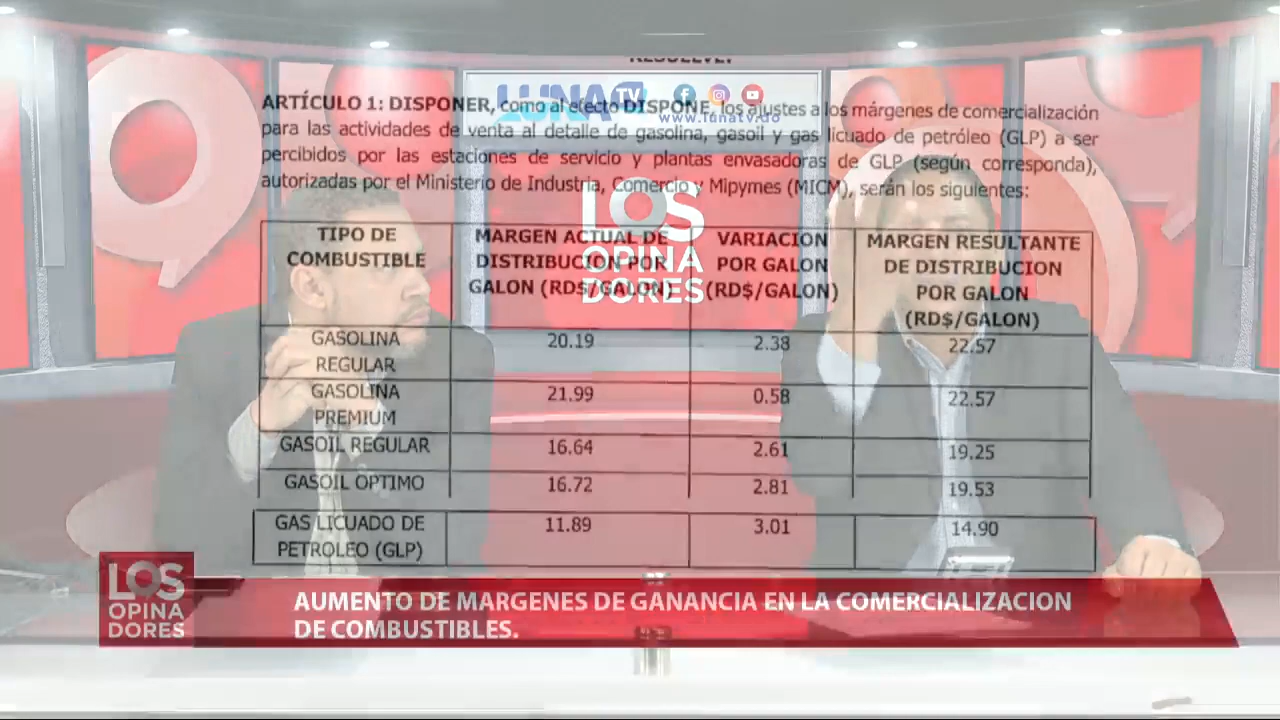 RESUELVE:
LUNA TV
www.lunatv.do
ARTÍCULO 1: DISPONER, como al efecto DISPONE, los ajustes a los márgenes de comercialización
para las actividades de venta al detalle de gasolina, gasoil y gas licuado de petróleo (GLP) a ser
percibidos por las estaciones de servicio y plantas envasadoras de GLP (según corresponda),
autorizadas por el Ministerio de Industria, Comercio y Mipymes (MICM), serán los siguientes:
LOS
OPINA
DORES
TIPO DE
COMBUSTIBLE
MARGEN ACTUAL DE
DISTRIBUCION POR
GALON (RD$/GALON)
VARIACION
POR GALON
(RD$/GALON)
MARGEN RESULTANTE
DE DISTRIBUCION
POR GALON
(RD$/GALON)
GASOLINA
REGULAR
20.19
2.38
22.57
GASOLINA
PREMIUM
21.99
0.58
22.57
GASOIL REGULAR
16.64
2.61
19.25
GASOIL OPTIMO
16.72
2.81
19.53
GAS LICUADO DE
PETROLEO (GLP)
11.89
3.01
14.90
LOS
OPINA
DORES
AUMENTO DE MARGENES DE GANANCIA EN LA COMERCIALIZACION
DE COMBUSTIBLES.